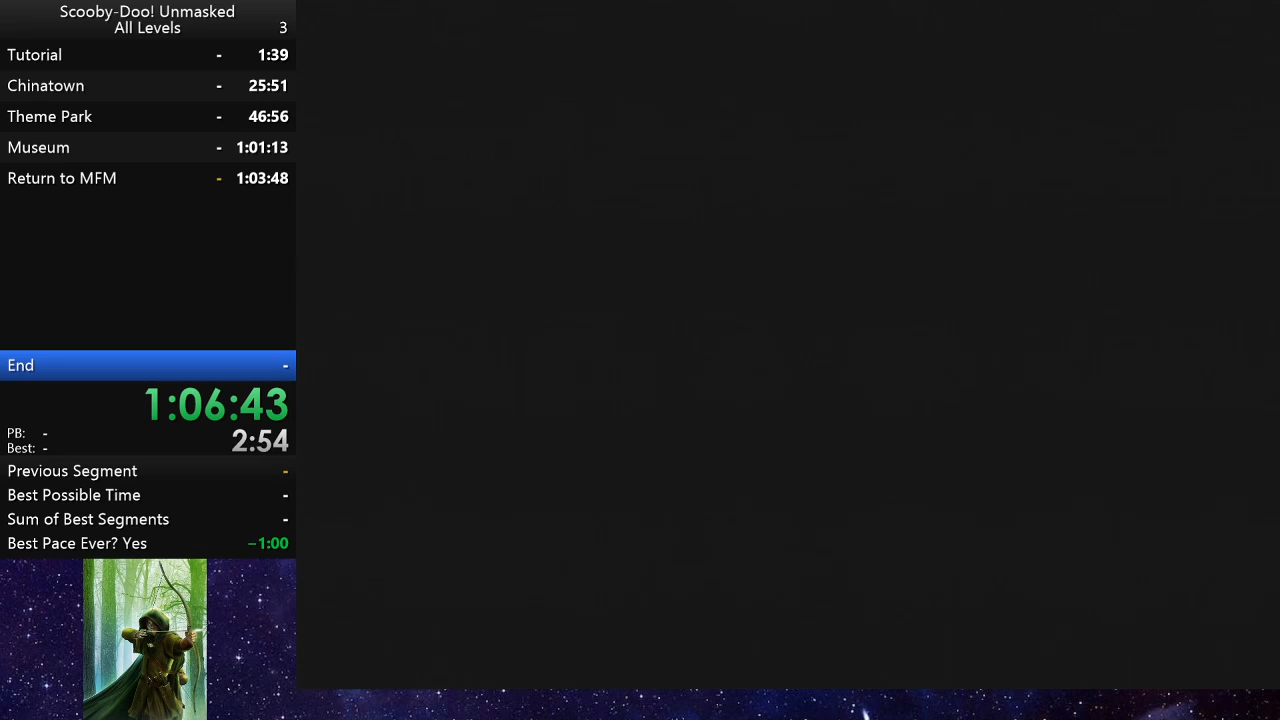 Scooby-Doo! Unmasked
All Levels 3
Tutorial - 1:39
Chinatown - 25:51
Theme Park - 46:56
Museum - 1:01:13
Return to MFM - 1:03:48
End -
1:06:43
PB: - 2:54
Best: -
Previous Segment -
Best Possible Time -
Sum of Best Segments -
Best Pace Ever? Yes −1:00